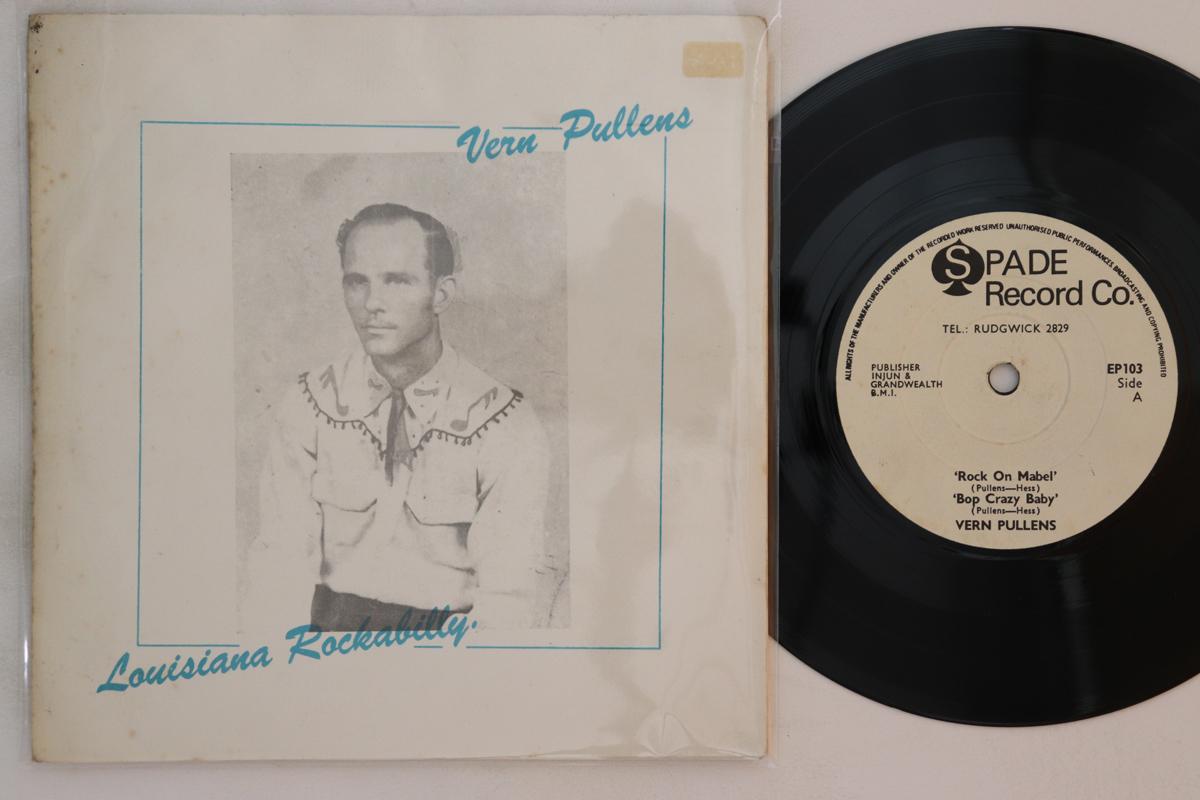 Vern Pullens
Louisiana Rockabilly.
ALL RIGHTS OF THE MANUFACTURERS AND OWNER OF THE RECORDED WORK RESERVED UNAUTHORISED PUBLIC PERFORMANCES BROADCASTING AND COPYING PROHIBITED
SPADE
Record Co.
TEL.: RUDGWICK 2829
PUBLISHER
INJUN &
GRANDWEALTH
B.M.I.
EP103
Side
A
'Rock On Mabel'
(Pullens—Hess)
'Bop Crazy Baby'
(Pullens—Hess)
VERN PULLENS